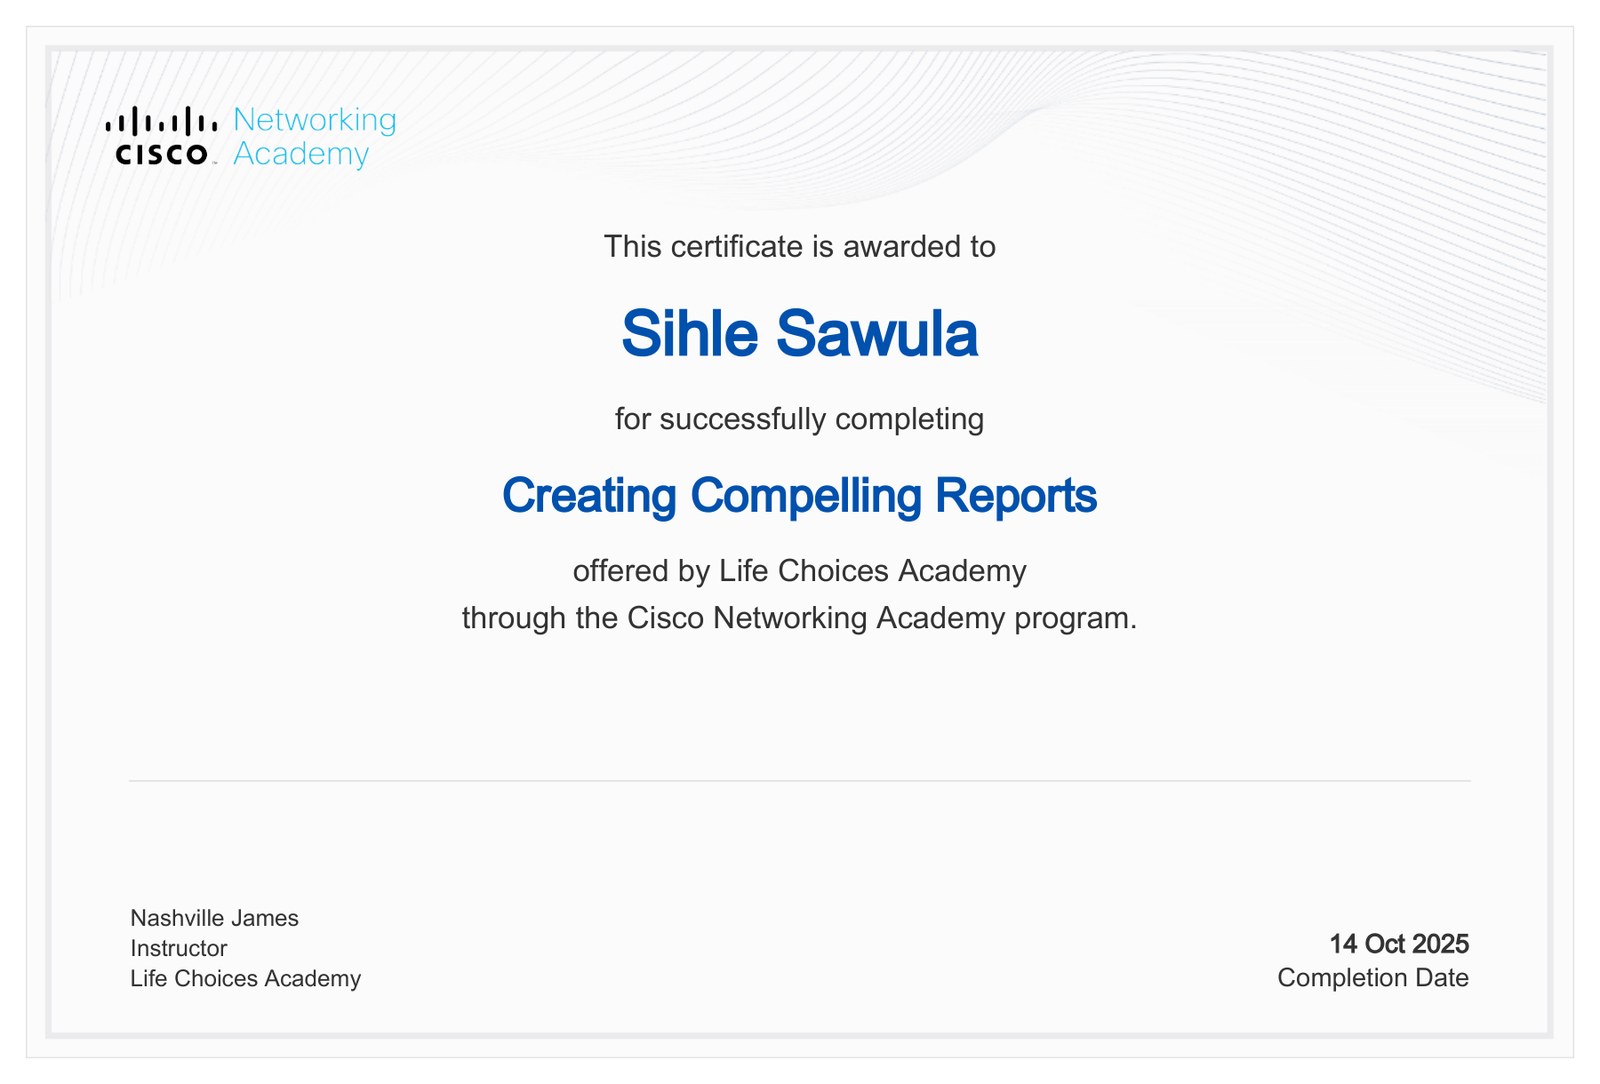 Networking
CISCO Academy
This certificate is awarded to
Sihle Sawula
for successfully completing
Creating Compelling Reports
offered by Life Choices Academy
through the Cisco Networking Academy program.
Nashville James
Instructor
Life Choices Academy
14 Oct 2025
Completion Date